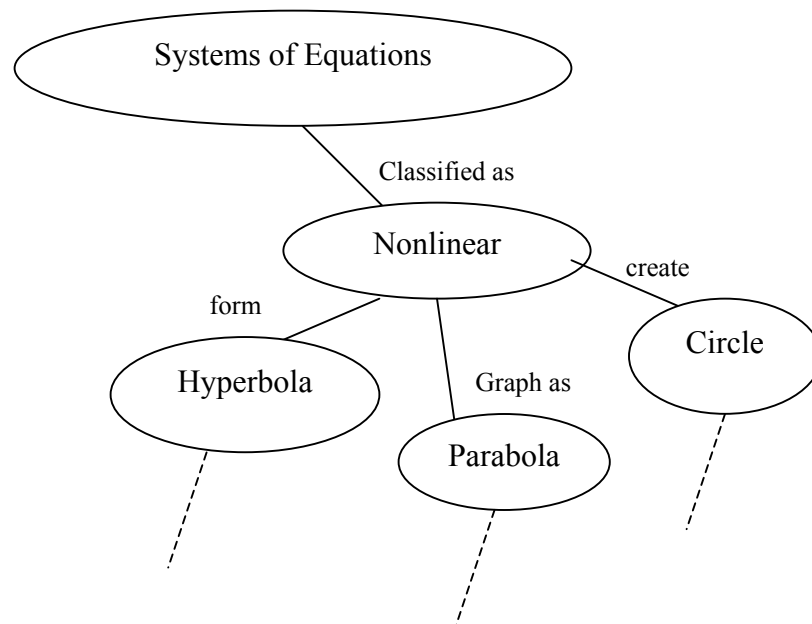 Systems of Equations
Classified as
Nonlinear
create
form
Circle
Hyperbola
Graph as
Parabola